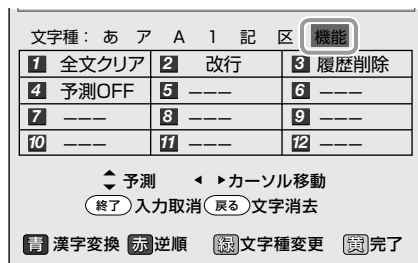 文字種： あ ア A 1 記 区 機能
1 全文クリア 2 改行 3 履歴削除
4 予測OFF 5 −−− 6 −−−
7 −−− 8 −−− 9 −−−
10 −−− 11 −−− 12 −−−
予測 カーソル移動
終了 入力取消 戻る 文字消去
青 漢字変換 赤 逆順 緑 文字種変更 黄 完了